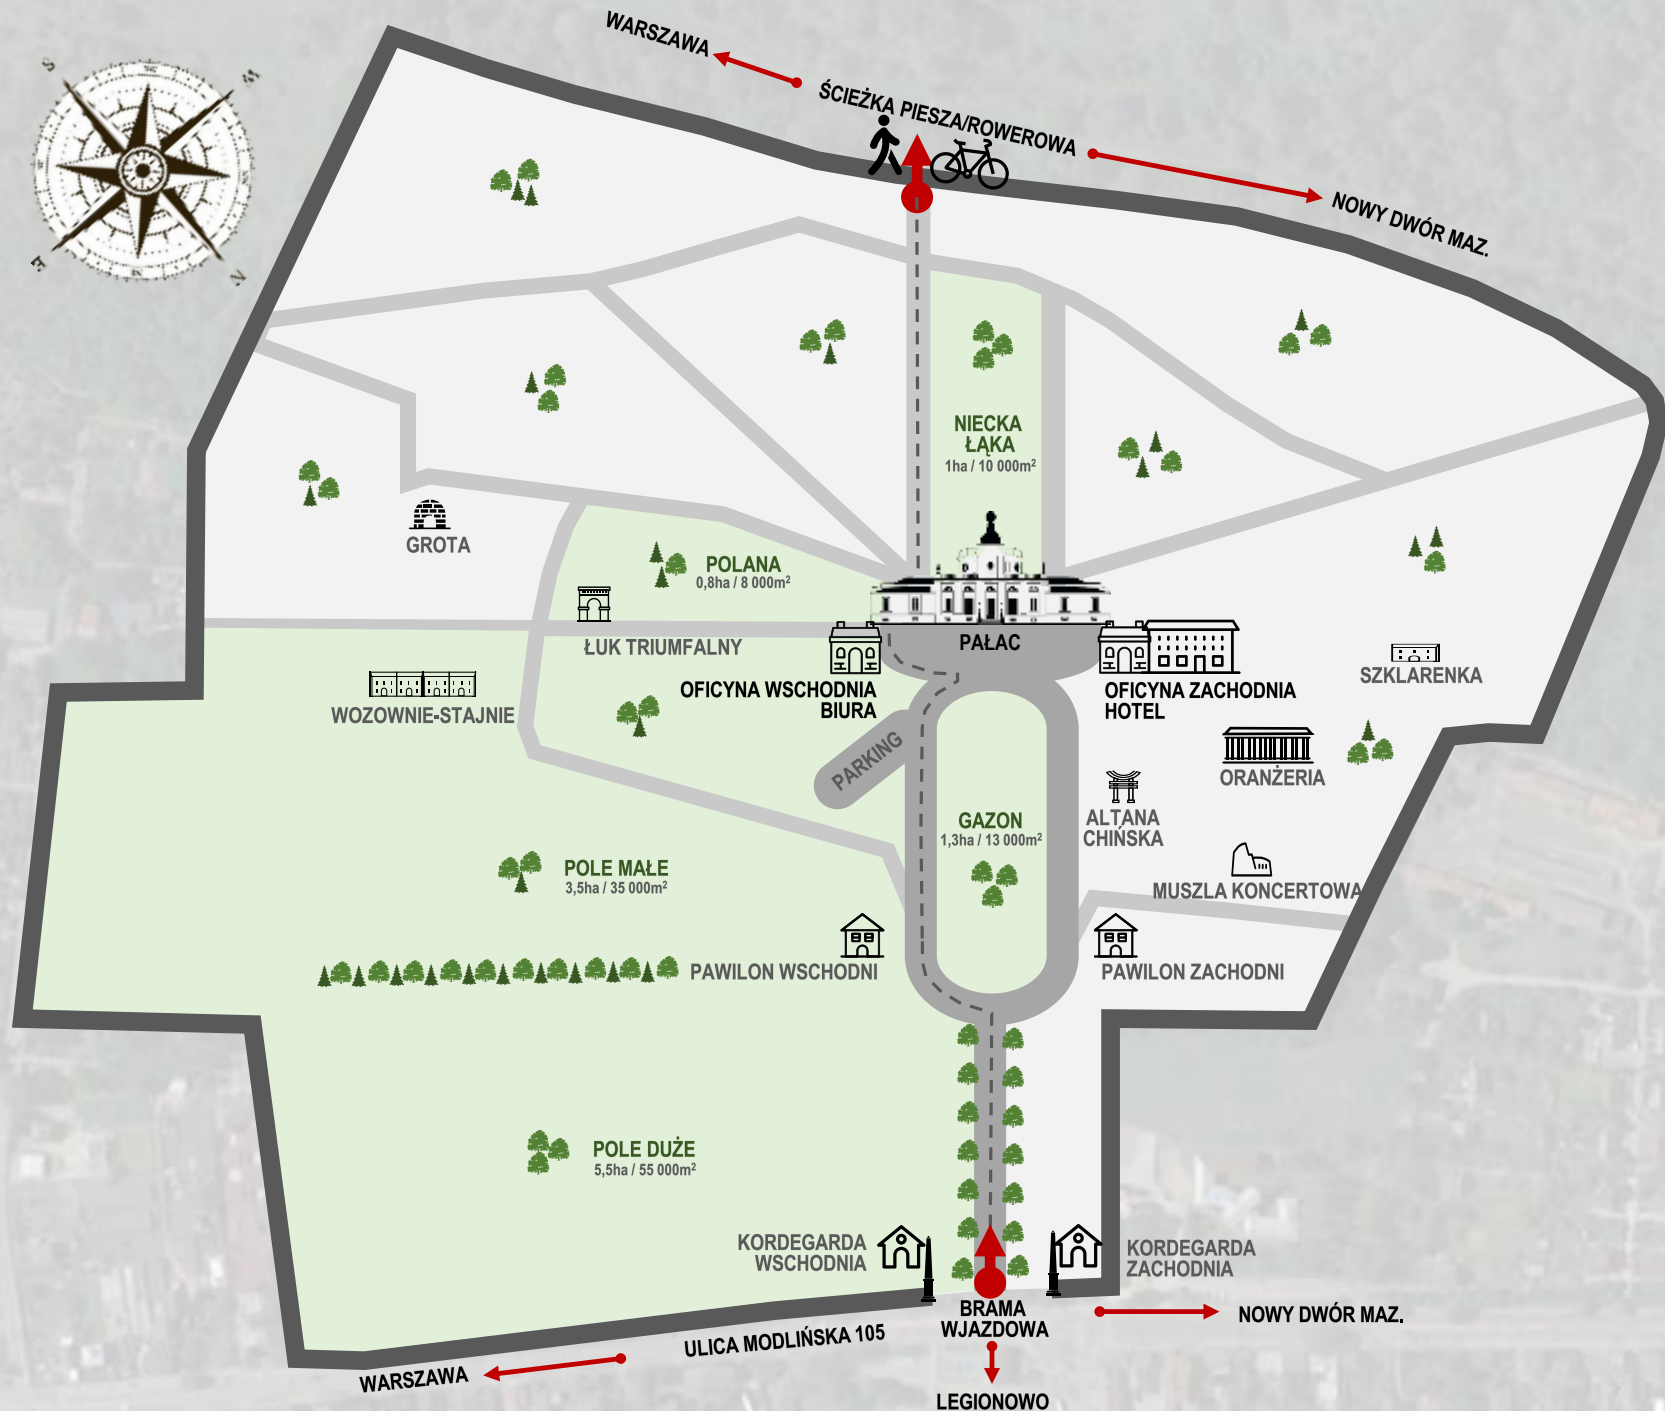 WARSZAWA
ŚCIEŻKA PIESZA/ROWEROWA
NOWY DWÓR MAZ.
S
W
E
N
NIECKA
ŁĄKA
1ha / 10 000m²
GROTA
POLANA
0,8ha / 8 000m²
ŁUK TRIUMFALNY
PAŁAC
OFICYNA WSCHODNIA
BIURA
OFICYNA ZACHODNIA
HOTEL
SZKLARENKA
WOZOWNIE-STAJNIE
PARKING
ORANŻERIA
GAZON
1,3ha / 13 000m²
ALTANA
CHIŃSKA
POLE MAŁE
3,5ha / 35 000m²
MUSZLA KONCERTOWA
PAWILON WSCHODNI
PAWILON ZACHODNI
POLE DUŻE
5,5ha / 55 000m²
KORDEGARDA
WSCHODNIA
KORDEGARDA
ZACHODNIA
BRAMA
WJAZDOWA
NOWY DWÓR MAZ.
ULICA MODLIŃSKA 105
WARSZAWA
LEGIONOWO